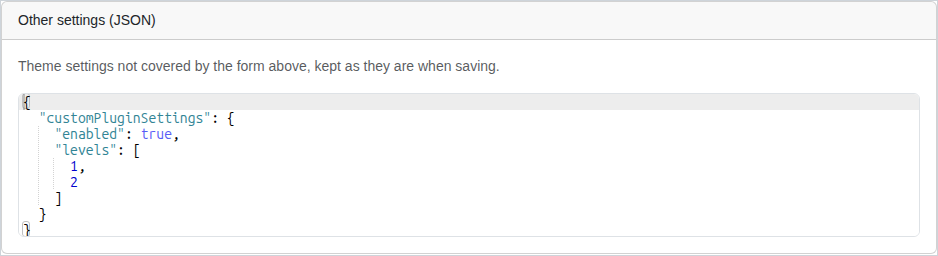 Other settings (JSON)
Theme settings not covered by the form above, kept as they are when saving.
{
  "customPluginSettings": {
    "enabled": true,
    "levels": [
      1,
      2
    ]
  }
}